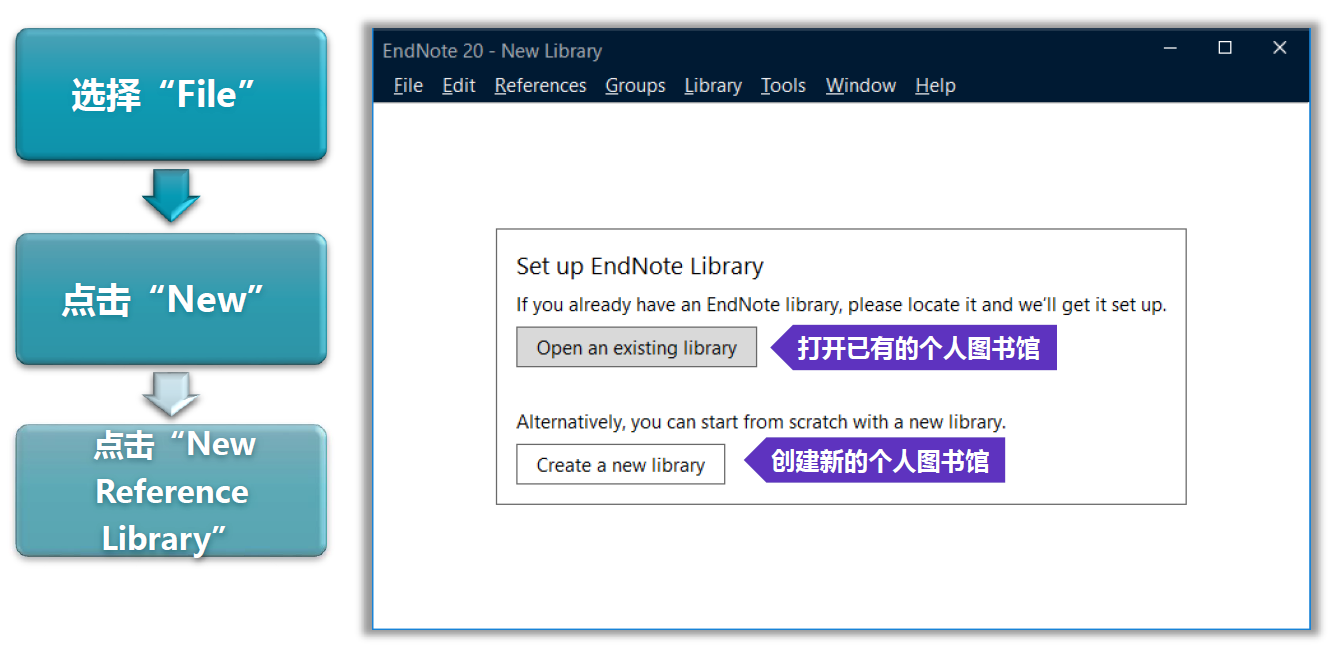 选择“File”
点击“New”
点击“New
Reference
Library”
EndNote 20 - New Library
File Edit References Groups Library Tools Window Help
Set up EndNote Library
If you already have an EndNote library, please locate it and we’ll get it set up.
Open an existing library
打开已有的个人图书馆
Alternatively, you can start from scratch with a new library.
Create a new library
创建新的个人图书馆